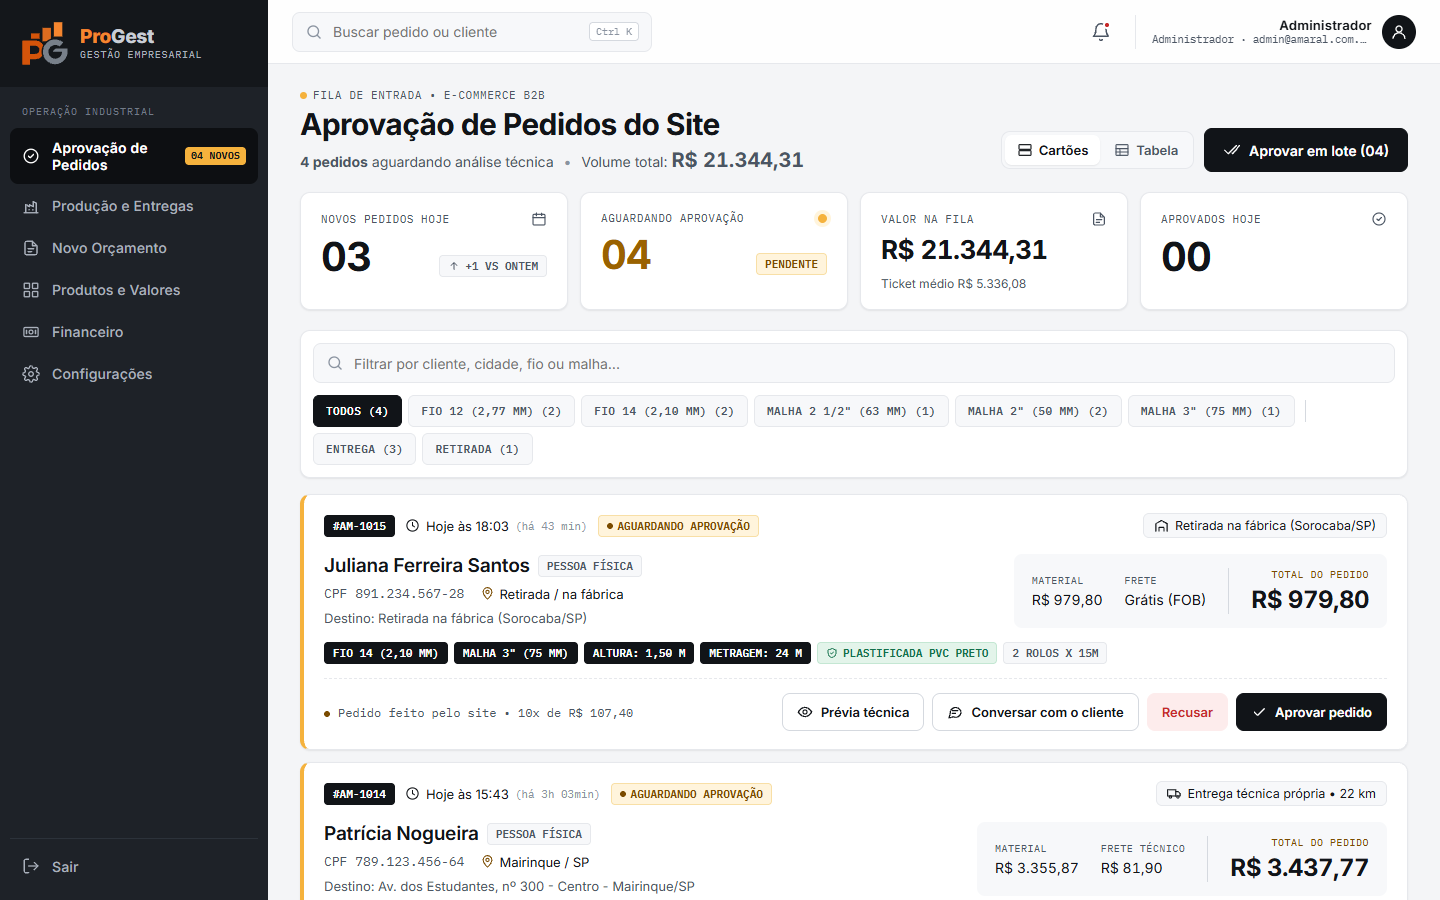 ProGest
GESTÃO EMPRESARIAL
OPERAÇÃO INDUSTRIAL
Aprovação de Pedidos
04 NOVOS
Produção e Entregas
Novo Orçamento
Produtos e Valores
Financeiro
Configurações
Sair
Buscar pedido ou cliente
Ctrl K
Administrador
Administrador · admin@amaral.com.…
FILA DE ENTRADA • E-COMMERCE B2B
Aprovação de Pedidos do Site
4 pedidos aguardando análise técnica • Volume total: R$ 21.344,31
Cartões
Tabela
Aprovar em lote (04)
NOVOS PEDIDOS HOJE
03
↑ +1 VS ONTEM
AGUARDANDO APROVAÇÃO
04
PENDENTE
VALOR NA FILA
R$ 21.344,31
Ticket médio R$ 5.336,08
APROVADOS HOJE
00
Filtrar por cliente, cidade, fio ou malha...
TODOS (4)
FIO 12 (2,77 MM) (2)
FIO 14 (2,10 MM) (2)
MALHA 2 1/2" (63 MM) (1)
MALHA 2" (50 MM) (2)
MALHA 3" (75 MM) (1)
ENTREGA (3)
RETIRADA (1)
#AM-1015
Hoje às 18:03 (há 43 min)
AGUARDANDO APROVAÇÃO
Retirada na fábrica (Sorocaba/SP)
Juliana Ferreira Santos
PESSOA FÍSICA
CPF 891.234.567-28
Retirada / na fábrica
Destino: Retirada na fábrica (Sorocaba/SP)
MATERIAL
R$ 979,80
FRETE
Grátis (FOB)
TOTAL DO PEDIDO
R$ 979,80
FIO 14 (2,10 MM)
MALHA 3" (75 MM)
ALTURA: 1,50 M
METRAGEM: 24 M
PLASTIFICADA PVC PRETO
2 ROLOS X 15M
Pedido feito pelo site • 10x de R$ 107,40
Prévia técnica
Conversar com o cliente
Recusar
Aprovar pedido
#AM-1014
Hoje às 15:43 (há 3h 03min)
AGUARDANDO APROVAÇÃO
Entrega técnica própria • 22 km
Patrícia Nogueira
PESSOA FÍSICA
CPF 789.123.456-64
Mairinque / SP
Destino: Av. dos Estudantes, nº 300 - Centro - Mairinque/SP
MATERIAL
R$ 3.355,87
FRETE TÉCNICO
R$ 81,90
TOTAL DO PEDIDO
R$ 3.437,77